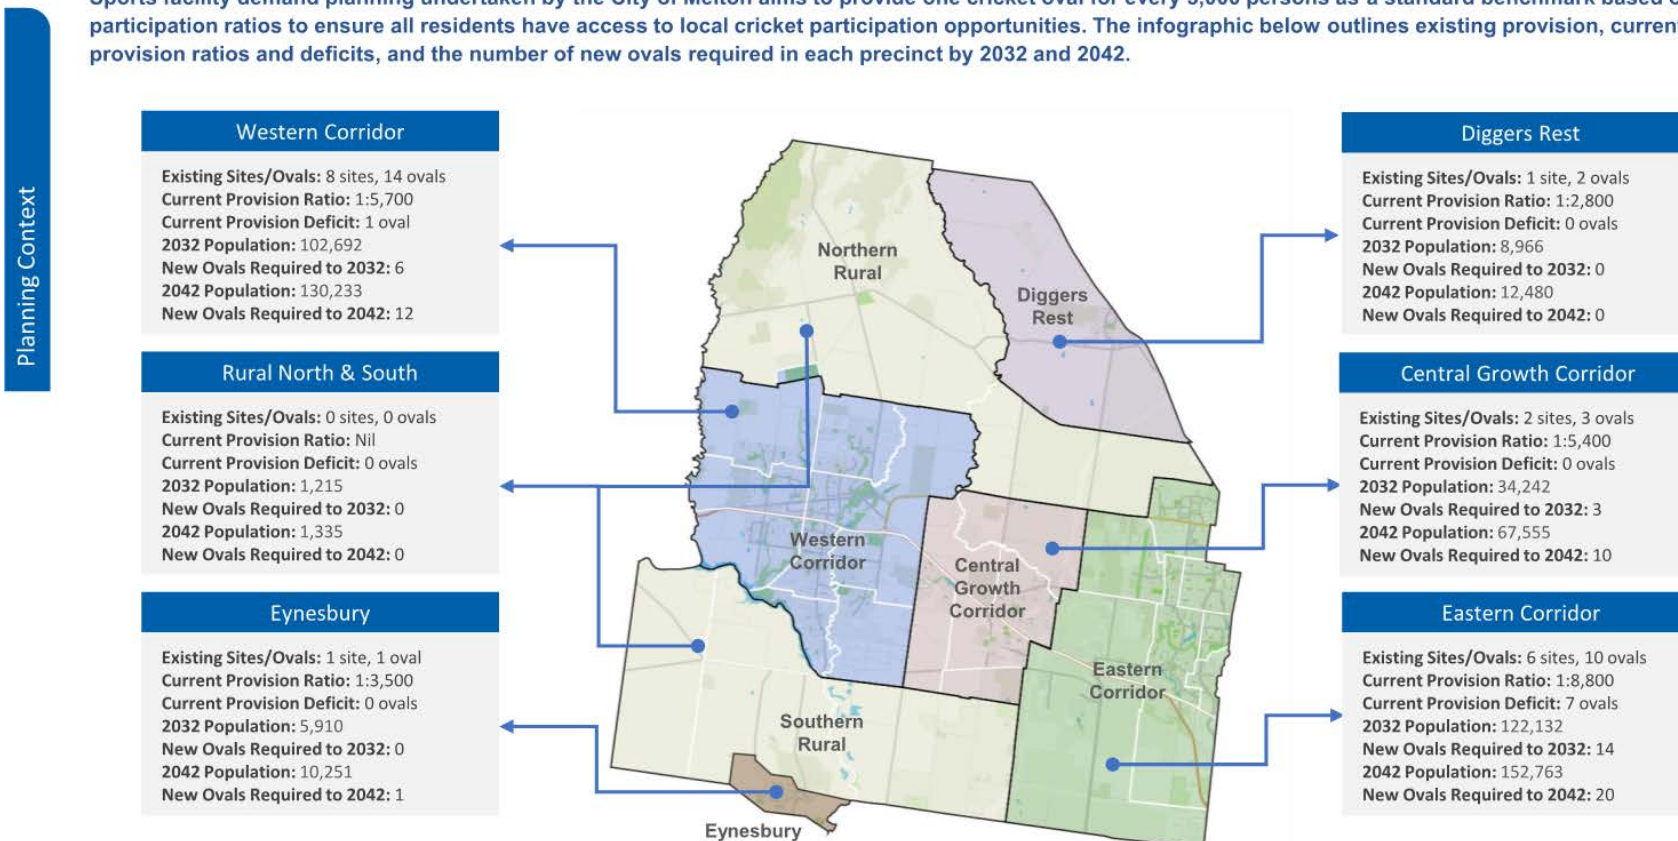 participation ratios to ensure all residents have access to local cricket participation opportunities. The infographic below outlines existing provision, current
provision ratios and deficits, and the number of new ovals required in each precinct by 2032 and 2042.
Planning Context
Western Corridor
Existing Sites/Ovals: 8 sites, 14 ovals
Current Provision Ratio: 1:5,700
Current Provision Deficit: 1 oval
2032 Population: 102,692
New Ovals Required to 2032: 6
2042 Population: 130,233
New Ovals Required to 2042: 12
Rural North & South
Existing Sites/Ovals: 0 sites, 0 ovals
Current Provision Ratio: Nil
Current Provision Deficit: 0 ovals
2032 Population: 1,215
New Ovals Required to 2032: 0
2042 Population: 1,335
New Ovals Required to 2042: 0
Eynesbury
Existing Sites/Ovals: 1 site, 1 oval
Current Provision Ratio: 1:3,500
Current Provision Deficit: 0 ovals
2032 Population: 5,910
New Ovals Required to 2032: 0
2042 Population: 10,251
New Ovals Required to 2042: 1
Northern
Rural
Diggers
Rest
Western
Corridor
Central
Growth
Corridor
Eastern
Corridor
Southern
Rural
Eynesbury
Diggers Rest
Existing Sites/Ovals: 1 site, 2 ovals
Current Provision Ratio: 1:2,800
Current Provision Deficit: 0 ovals
2032 Population: 8,966
New Ovals Required to 2032: 0
2042 Population: 12,480
New Ovals Required to 2042: 0
Central Growth Corridor
Existing Sites/Ovals: 2 sites, 3 ovals
Current Provision Ratio: 1:5,400
Current Provision Deficit: 0 ovals
2032 Population: 34,242
New Ovals Required to 2032: 3
2042 Population: 67,555
New Ovals Required to 2042: 10
Eastern Corridor
Existing Sites/Ovals: 6 sites, 10 ovals
Current Provision Ratio: 1:8,800
Current Provision Deficit: 7 ovals
2032 Population: 122,132
New Ovals Required to 2032: 14
2042 Population: 152,763
New Ovals Required to 2042: 20